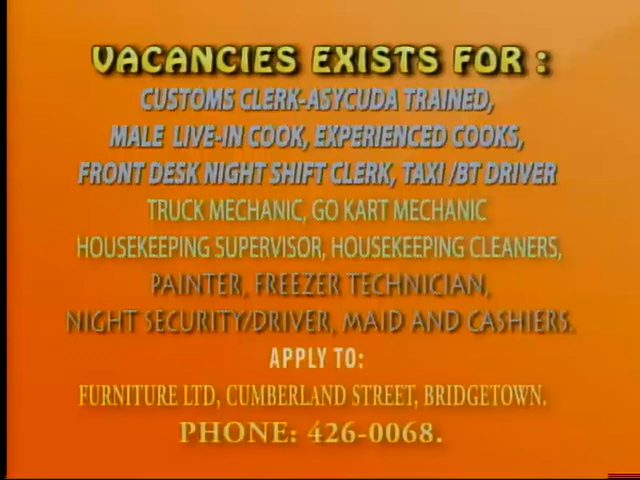 VACANCIES EXISTS FOR :
CUSTOMS CLERK-ASYCUDA TRAINED,
MALE LIVE-IN COOK, EXPERIENCED COOKS,
FRONT DESK NIGHT SHIFT CLERK, TAXI /BT DRIVER
TRUCK MECHANIC, GO KART MECHANIC
HOUSEKEEPING SUPERVISOR, HOUSEKEEPING CLEANERS,
PAINTER, FREEZER TECHNICIAN,
NIGHT SECURITY/DRIVER, MAID AND CASHIERS.
APPLY TO:
FURNITURE LTD, CUMBERLAND STREET, BRIDGETOWN.
PHONE: 426-0068.